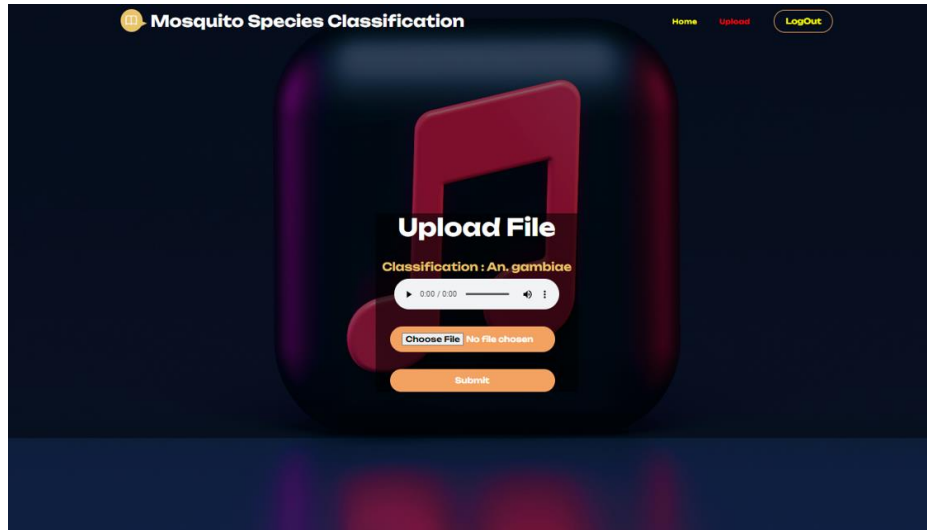 Mosquito Species Classification
Home Upload LogOut
Upload File
Classification : An. gambiae
0:00 / 0:00
Choose File No file chosen
Submit